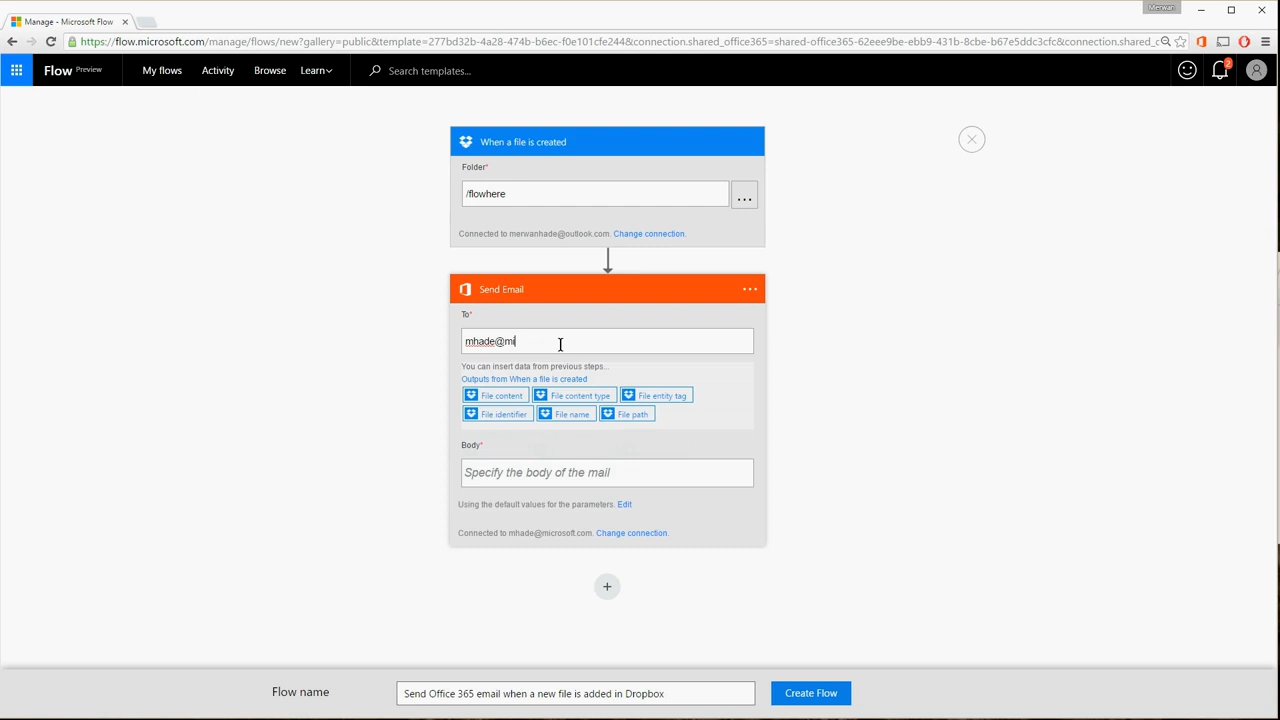 Merwan
Manage - Microsoft Flow
https://flow.microsoft.com/manage/flows/new?gallery=public&template=277bd32b-4a28-474b-b6ec-f0e101cfe244&connection.shared_office365=shared-office365-62eee9be-ebb9-431b-8cbe-b67e5ddc3cfc&connection.shared_c
Flow Preview My flows Activity Browse Learn Search templates... 2
When a file is created
Folder*
/flowhere ...
Connected to merwanhade@outlook.com. Change connection.
Send Email
To*
mhade@mi
You can insert data from previous steps...
Outputs from When a file is created
File content File content type File entity tag
File identifier File name File path
Body*
Specify the body of the mail
Using the default values for the parameters. Edit
Connected to mhade@microsoft.com. Change connection.
Flow name Send Office 365 email when a new file is added in Dropbox Create Flow